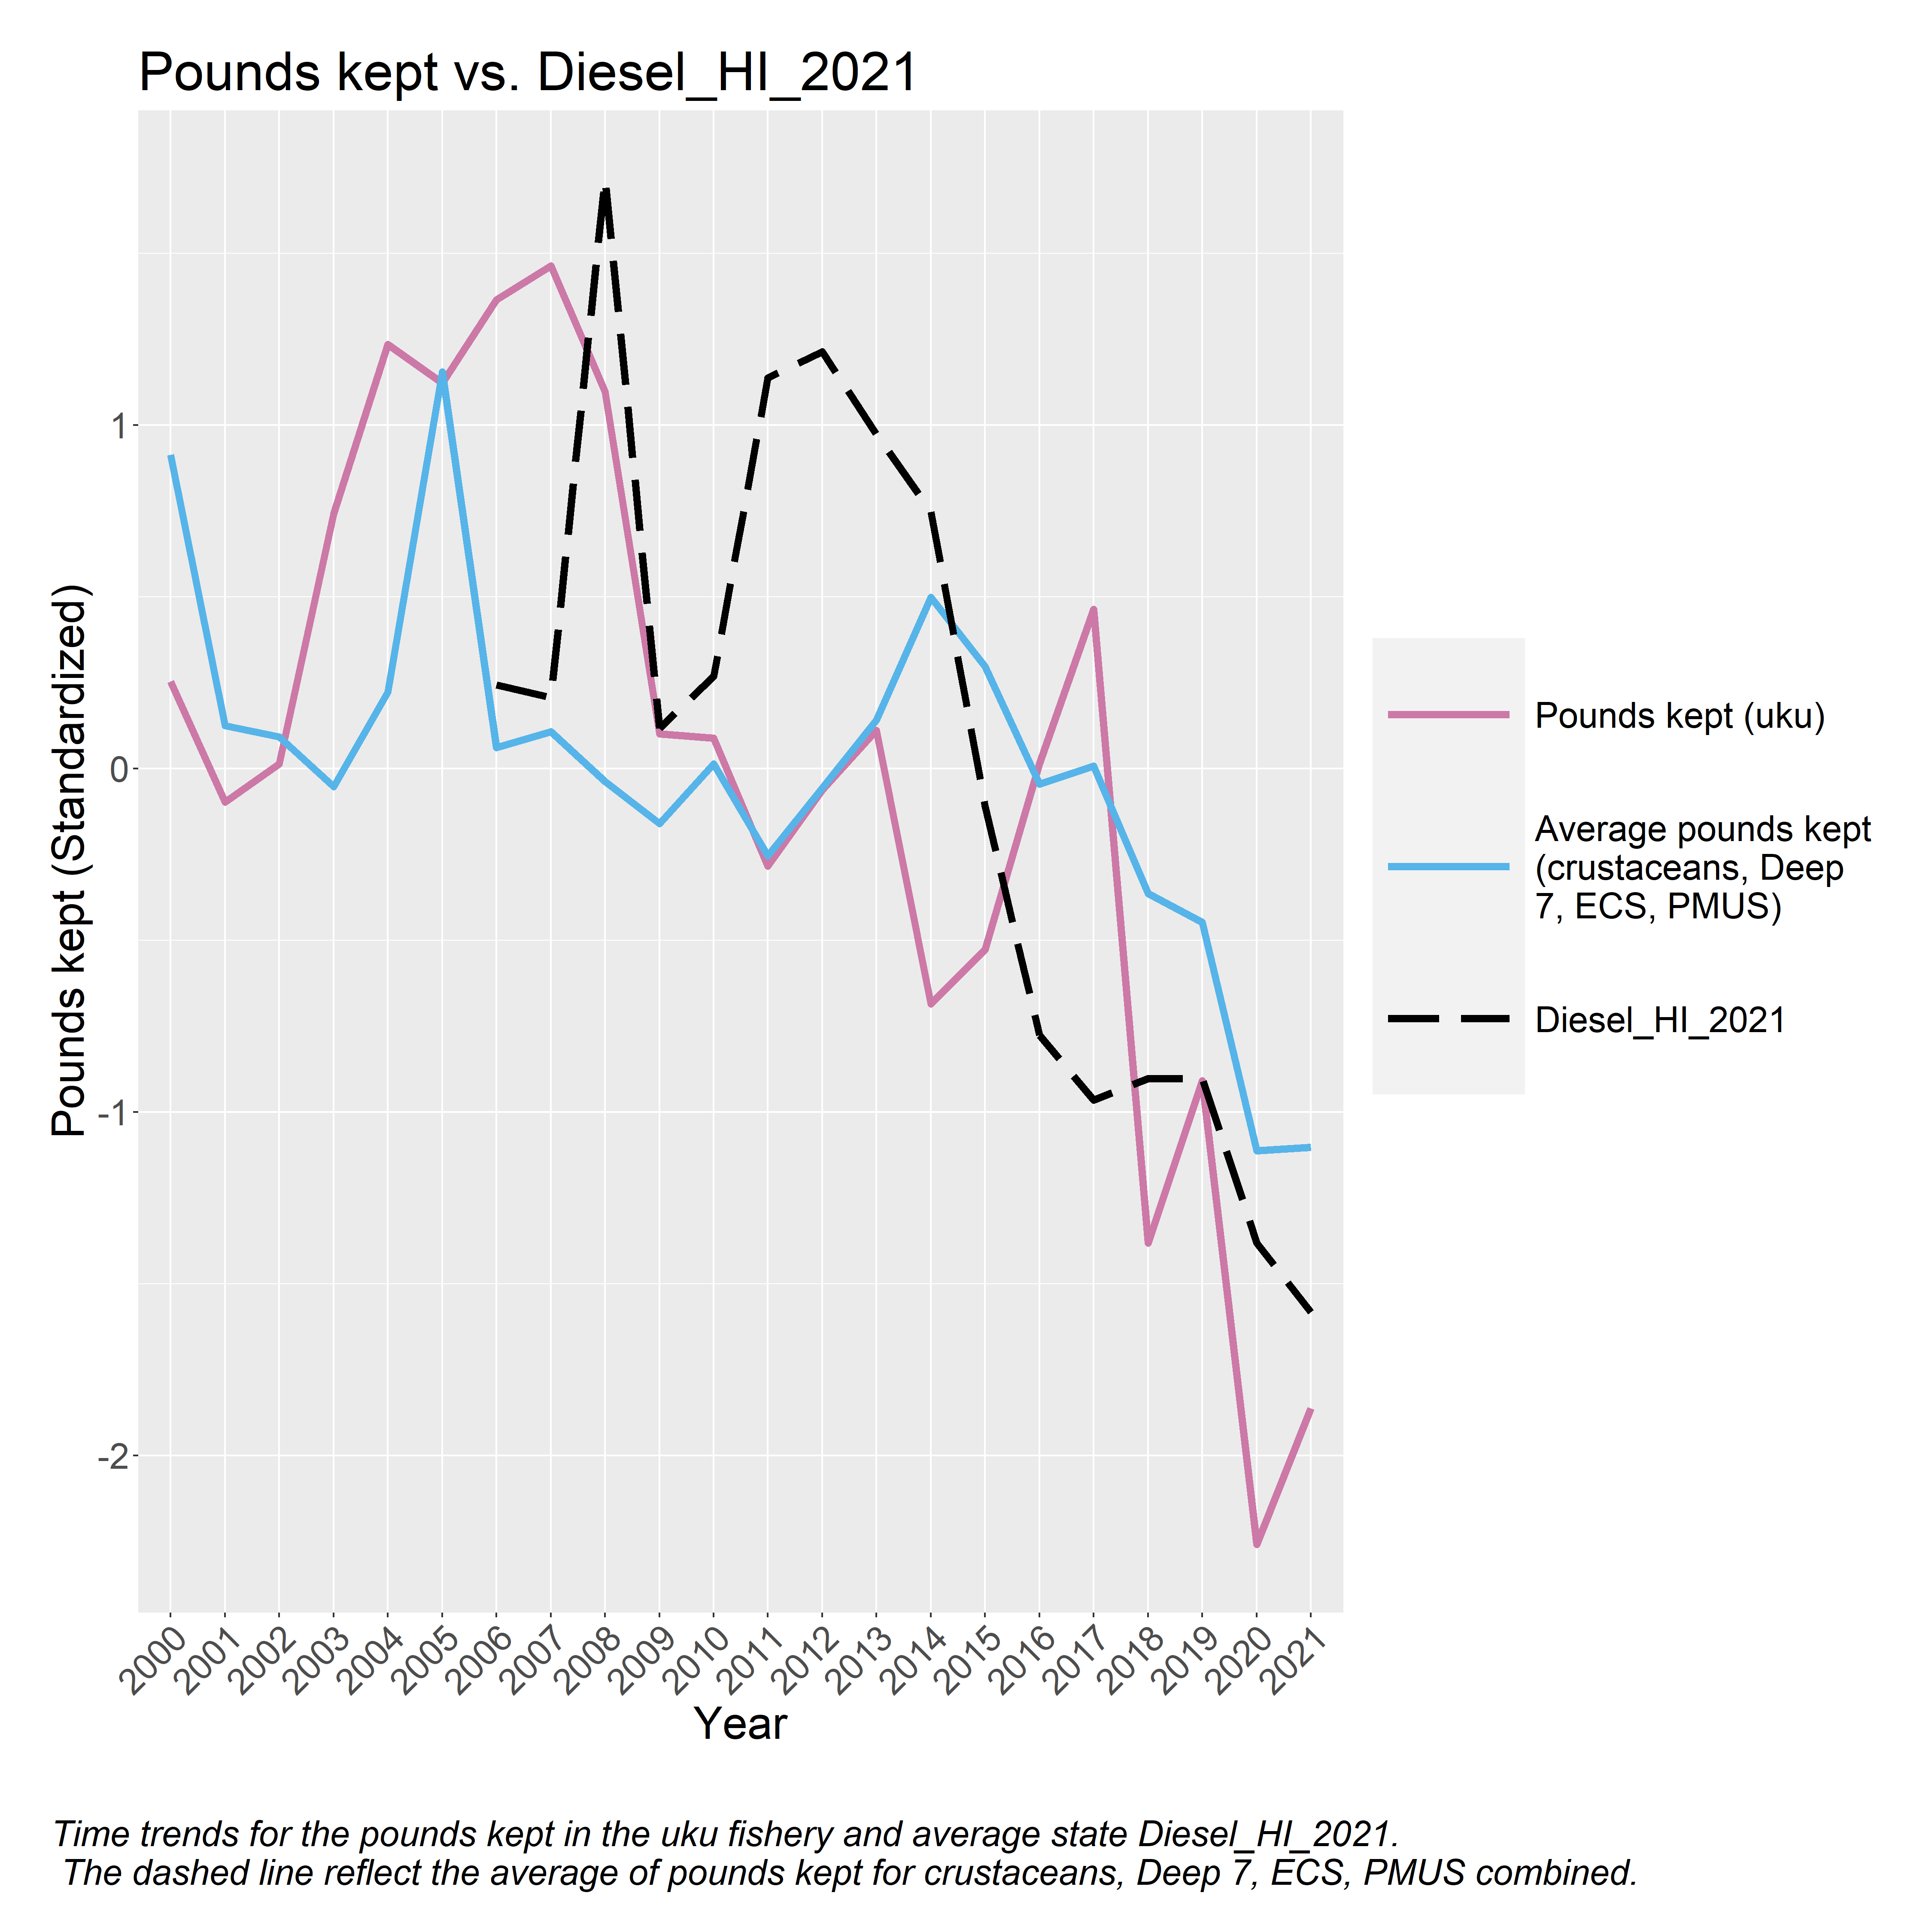 Pounds kept vs. Diesel_HI_2021
Pounds kept (Standardized)
1
0
-1
-2
2000
2001
2002
2003
2004
2005
2006
2007
2008
2009
2010
2011
2012
2013
2014
2015
2016
2017
2018
2019
2020
2021
Year
Pounds kept (uku)
Average pounds kept
(crustaceans, Deep
7, ECS, PMUS)
Diesel_HI_2021
Time trends for the pounds kept in the uku fishery and average state Diesel_HI_2021.
The dashed line reflect the average of pounds kept for crustaceans, Deep 7, ECS, PMUS combined.